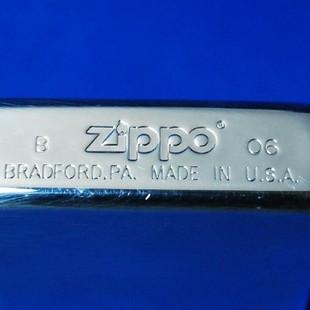 B zippo® 06
BRADFORD.PA. MADE IN U.S.A.